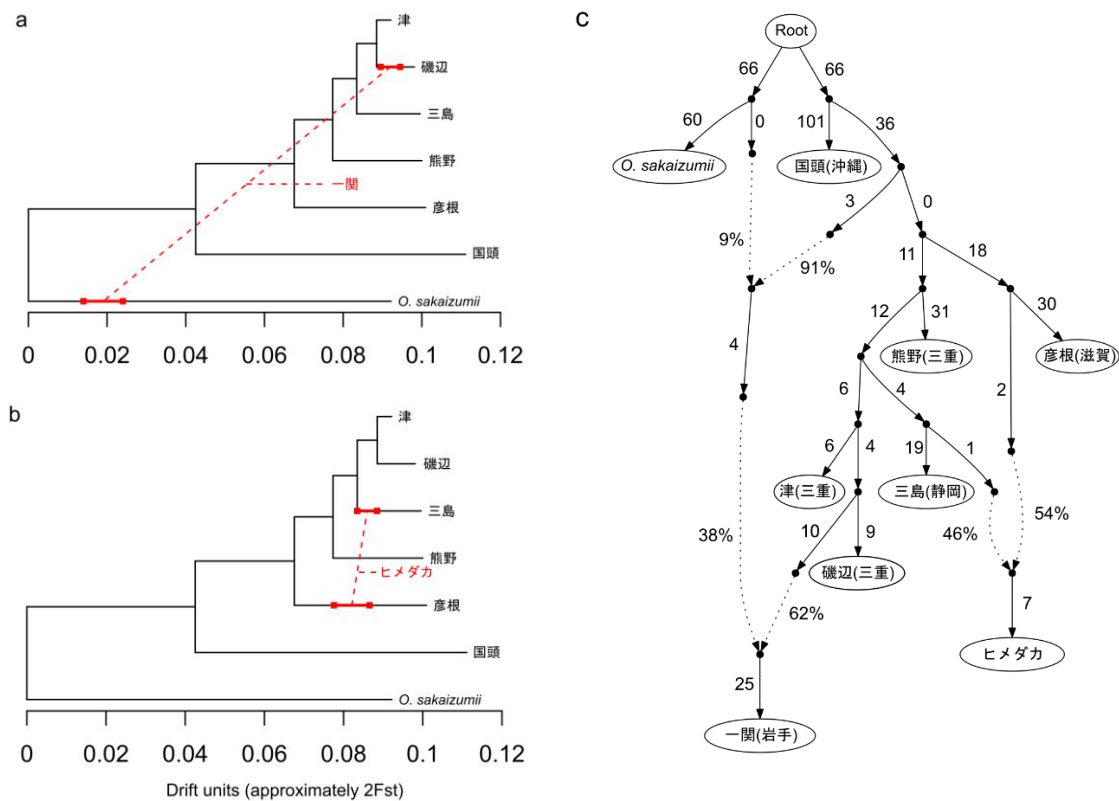 a
津
磯辺
三島
熊野
一関
彦根
国頭
O. sakaizumii
0 0.02 0.04 0.06 0.08 0.1 0.12
b
津
磯辺
三島
熊野
ヒメダカ
彦根
国頭
O. sakaizumii
0 0.02 0.04 0.06 0.08 0.1 0.12
Drift units (approximately 2Fst)
c
Root
66 66
60 0 101 36
O. sakaizumii 国頭(沖縄)
3 0
9% 91% 11 18
12 31 30
4 熊野(三重) 彦根(滋賀)
6 4 2
6 4 19 1
津(三重) 三島(静岡)
38% 10 9 46% 54%
磯辺(三重)
62% 7
ヒメダカ
25
一関(岩手)